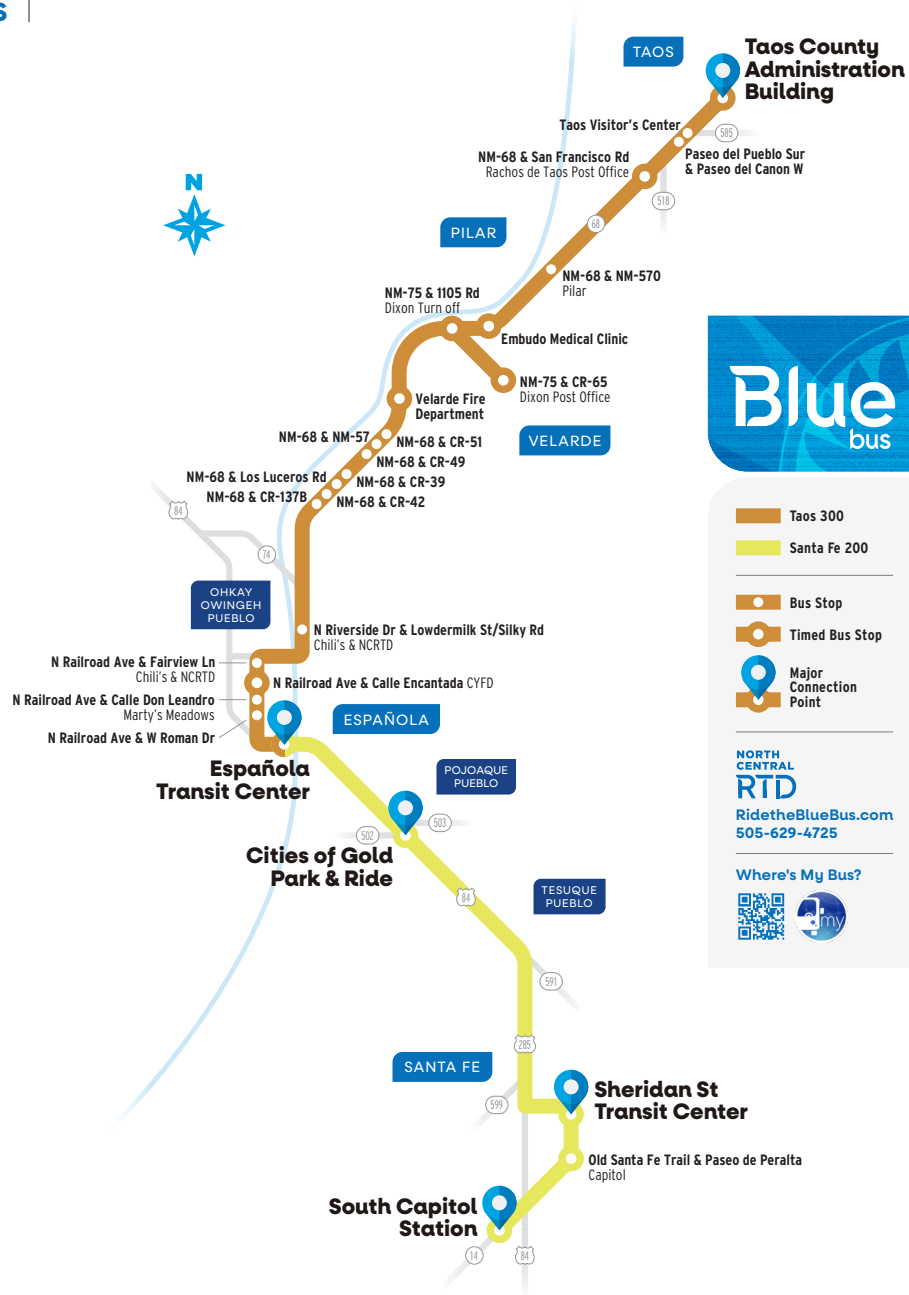 S
TAOS
Taos County
Administration
Building
Taos Visitor's Center
585
Paseo del Pueblo Sur
& Paseo del Canon W
NM-68 & San Francisco Rd
Rachos de Taos Post Office
518
N
68
PILAR
NM-68 & NM-570
Pilar
NM-75 & 1105 Rd
Dixon Turn off
Embudo Medical Clinic
NM-75 & CR-65
Dixon Post Office
Velarde Fire
Department
VELARDE
NM-68 & NM-57
NM-68 & CR-51
NM-68 & CR-49
NM-68 & Los Luceros Rd
NM-68 & CR-39
NM-68 & CR-137B
NM-68 & CR-42
84
74
OHKAY
OWINGEH
PUEBLO
N Riverside Dr & Lowdermilk St/Silky Rd
Chili's & NCRTD
N Railroad Ave & Fairview Ln
Chili's & NCRTD
N Railroad Ave & Calle Encantada CYFD
N Railroad Ave & Calle Don Leandro
Marty's Meadows
N Railroad Ave & W Roman Dr
ESPAÑOLA
Española
Transit Center
POJOAQUE
PUEBLO
503
502
Cities of Gold
Park & Ride
84
TESUQUE
PUEBLO
591
285
SANTA FE
599
Sheridan St
Transit Center
Old Santa Fe Trail & Paseo de Peralta
Capitol
South Capitol
Station
14
84
Blue
bus
Taos 300
Santa Fe 200
Bus Stop
Timed Bus Stop
Major
Connection
Point
NORTH
CENTRAL
RTD
RidetheBlueBus.com
505-629-4725
Where's My Bus?
my